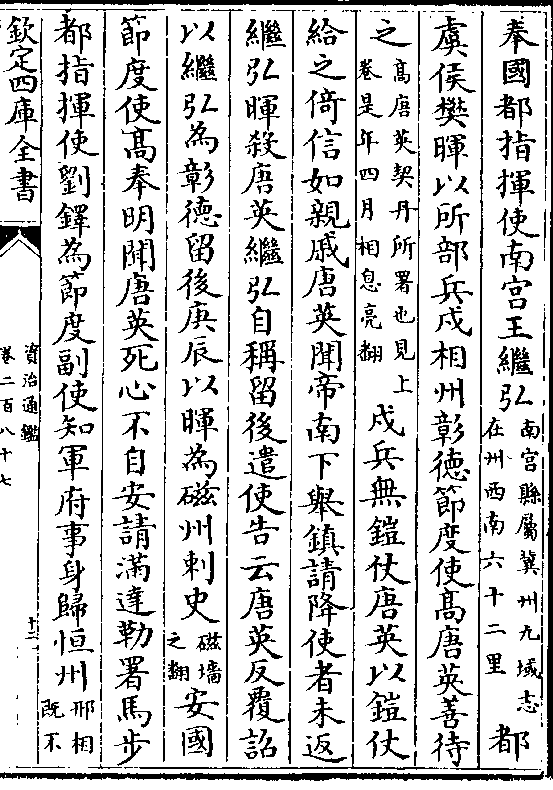 奉國都指揮使南宮王繼弘南宮縣屬冀州九域志在州西南六十二里都
虞侯樊暉以所部兵戍相州彰德節度使髙唐英善待
之髙唐英契丹所署也見上卷是年四月相息亮翻戍兵無鎧仗唐英以鎧仗
給之倚信如親戚唐英聞帝南下舉鎮請降使者未返
繼弘暉殺唐英繼弘自稱留後遣使告云唐英反覆詔
以繼弘為彰德留後庚辰以暉為磁州刺史磁墻之翻安國
節度使髙奉明聞唐英死心不自安請滿達勒署馬步
都指揮使劉鐸為節度副使知軍府事身歸恒州邢相既不
欽定四庫全書
資治通鑑
卷二百八十七
十二